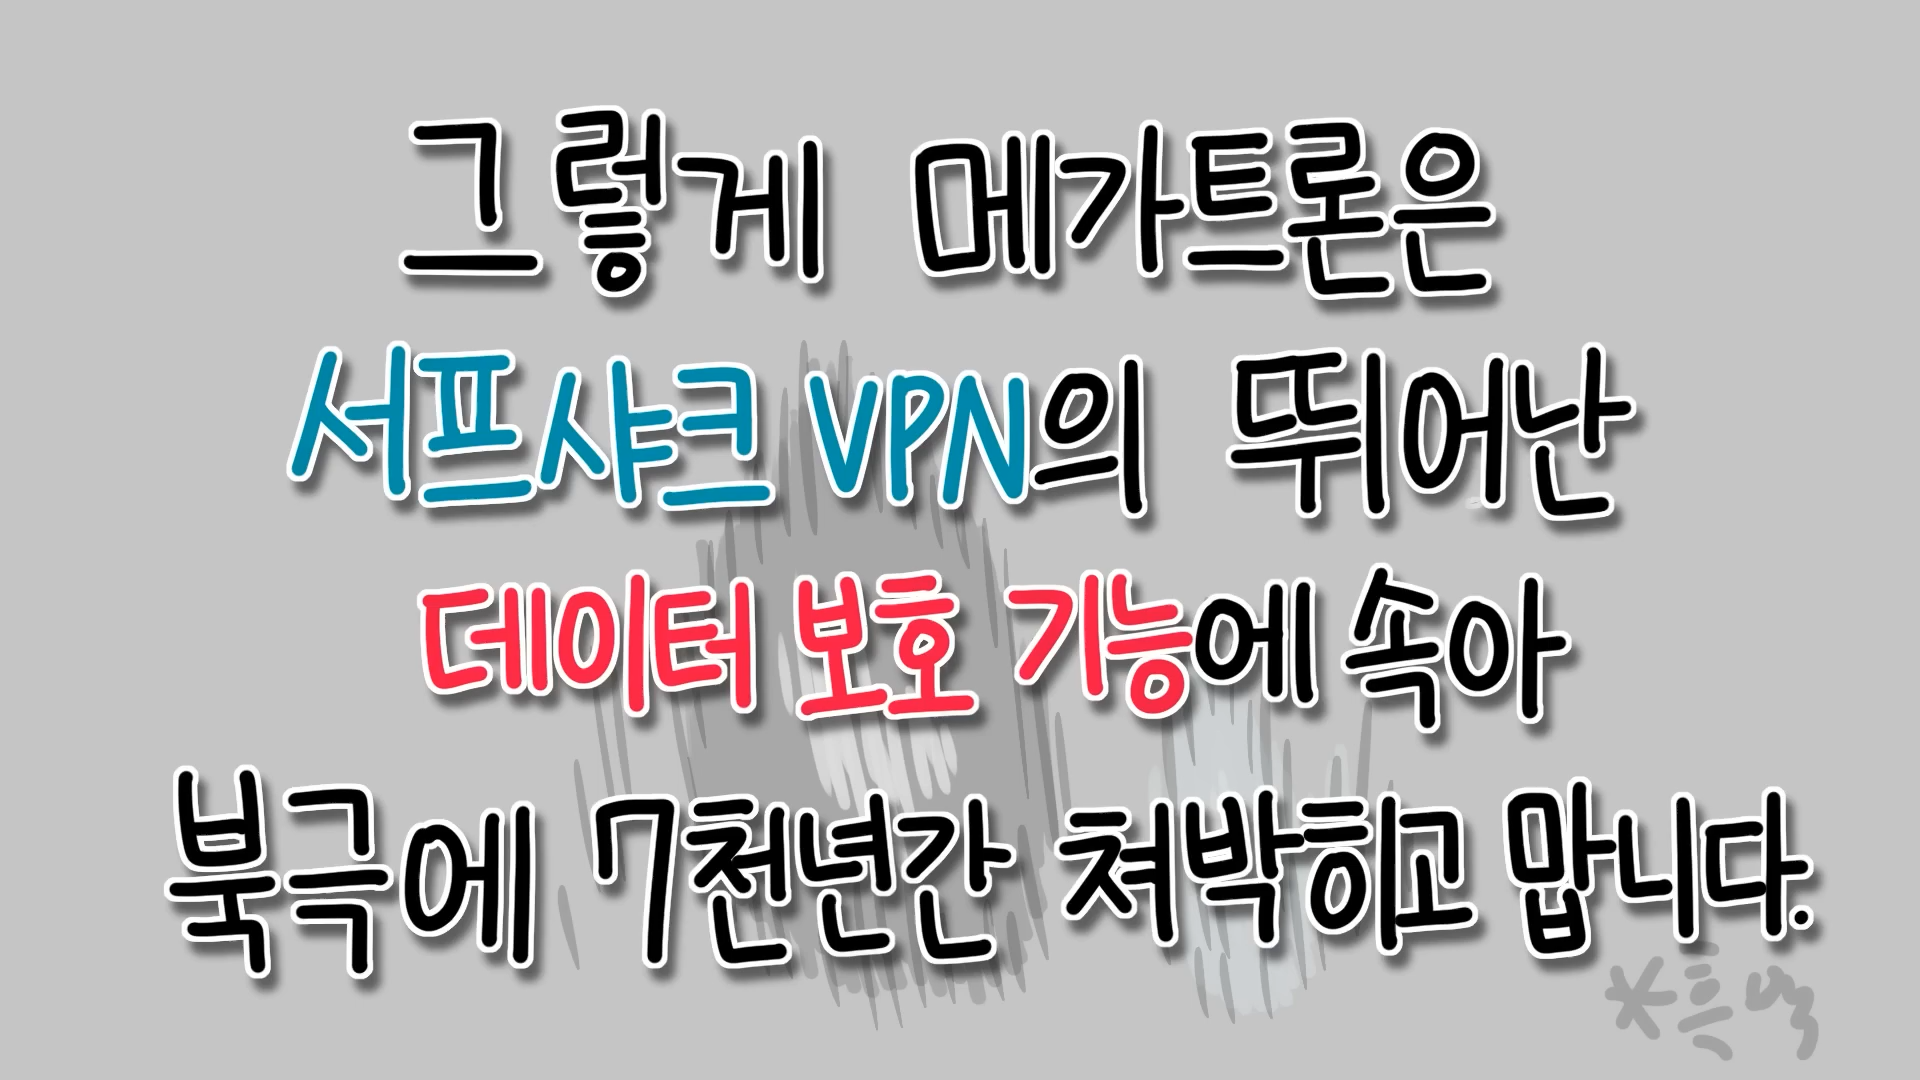 그렇게 메가트론은
서프샤크 VPN의 뛰어난
데이터 보호 기능에 속아
북극에 7천년간 쳐박히고 맙니다.